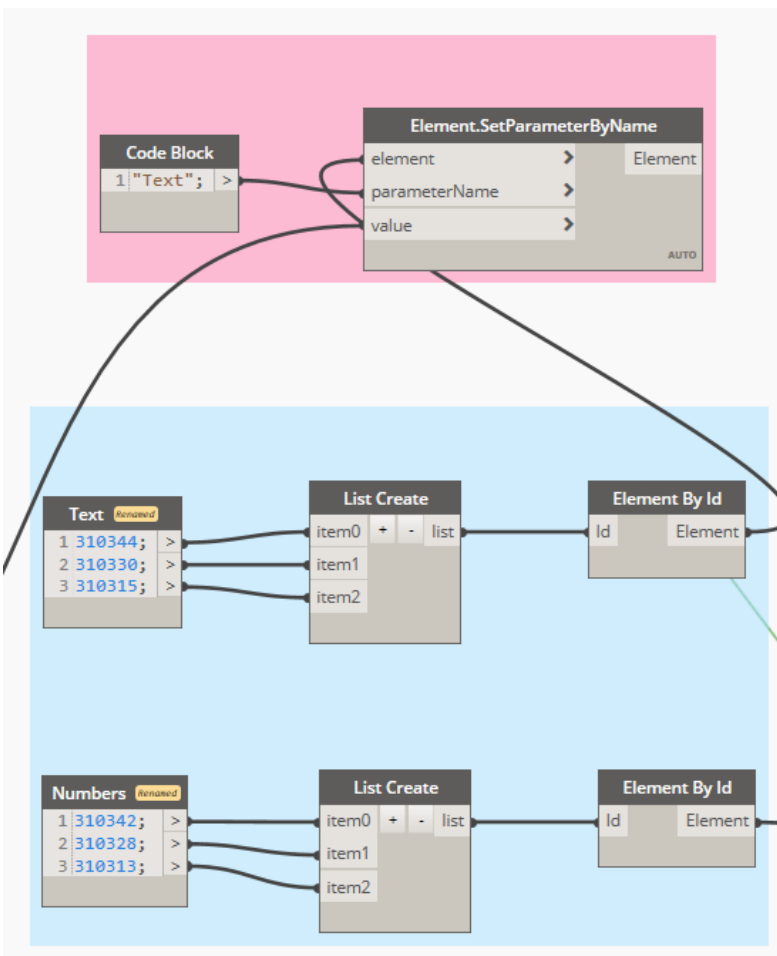 Element.SetParameterByName
Code Block
element > Element
1 "Text"; >
parameterName >
value >
AUTO
List Create
Element By Id
Text Renamed
item0 + - list
Id Element
1 310344; >
2 310330; >
item1
3 310315; >
item2
List Create
Element By Id
Numbers Renamed
item0 + - list
Id Element
1 310342; >
2 310328; >
item1
3 310313; >
item2